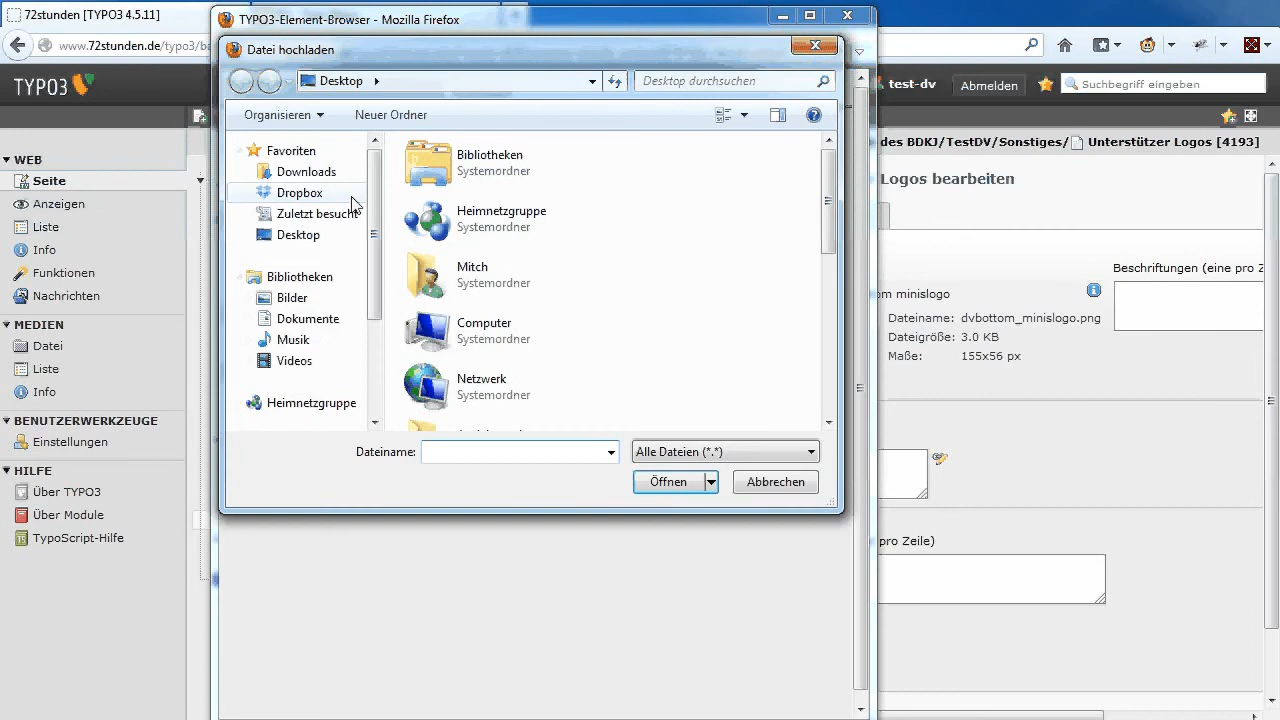 72stunden [TYPO3 4.5.11]
TYPO3-Element-Browser - Mozilla Firefox
www.72stunden.de/typo3/ba
Datei hochladen
Desktop
Desktop durchsuchen
TYPO3
test-dv
Abmelden
Suchbegriff eingeben
Organisieren
Neuer Ordner
des BDKJ/TestDV/Sonstiges/ Unterstützer Logos [4193]
WEB
Seite
Anzeigen
Liste
Info
Funktionen
Nachrichten
MEDIEN
Datei
Liste
Info
BENUTZERWERKZEUGE
Einstellungen
HILFE
Über TYPO3
Über Module
TypoScript-Hilfe
Favoriten
Downloads
Dropbox
Zuletzt besucht
Desktop
Bibliotheken
Bilder
Dokumente
Musik
Videos
Heimnetzgruppe
Bibliotheken
Systemordner
Heimnetzgruppe
Systemordner
Mitch
Systemordner
Computer
Systemordner
Netzwerk
Systemordner
Dateiname:
Alle Dateien (*.*)
Öffnen
Abbrechen
Logos bearbeiten
Beschriftungen (eine pro Z
om minislogo
Dateiname: dvbottom_minislogo.png
Dateigröße: 3.0 KB
Maße: 155x56 px
pro Zeile)